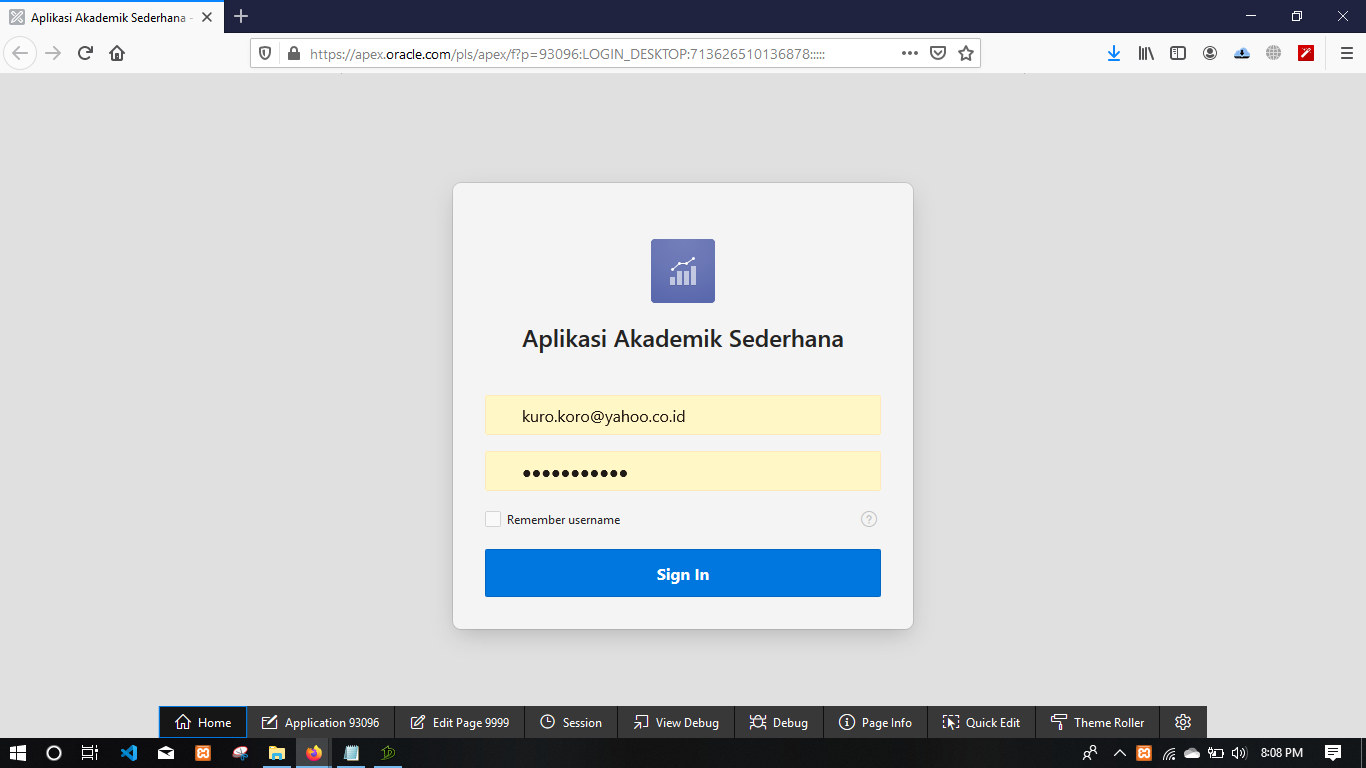 Aplikasi Akademik Sederhana -
https://apex.oracle.com/pls/apex/f?p=93096:LOGIN_DESKTOP:713626510136878:::::
Aplikasi Akademik Sederhana
kuro.koro@yahoo.co.id
●●●●●●●●●●●
Remember username
?
Sign In
Home Application 93096 Edit Page 9999 Session View Debug Debug Page Info Quick Edit Theme Roller
8:08 PM